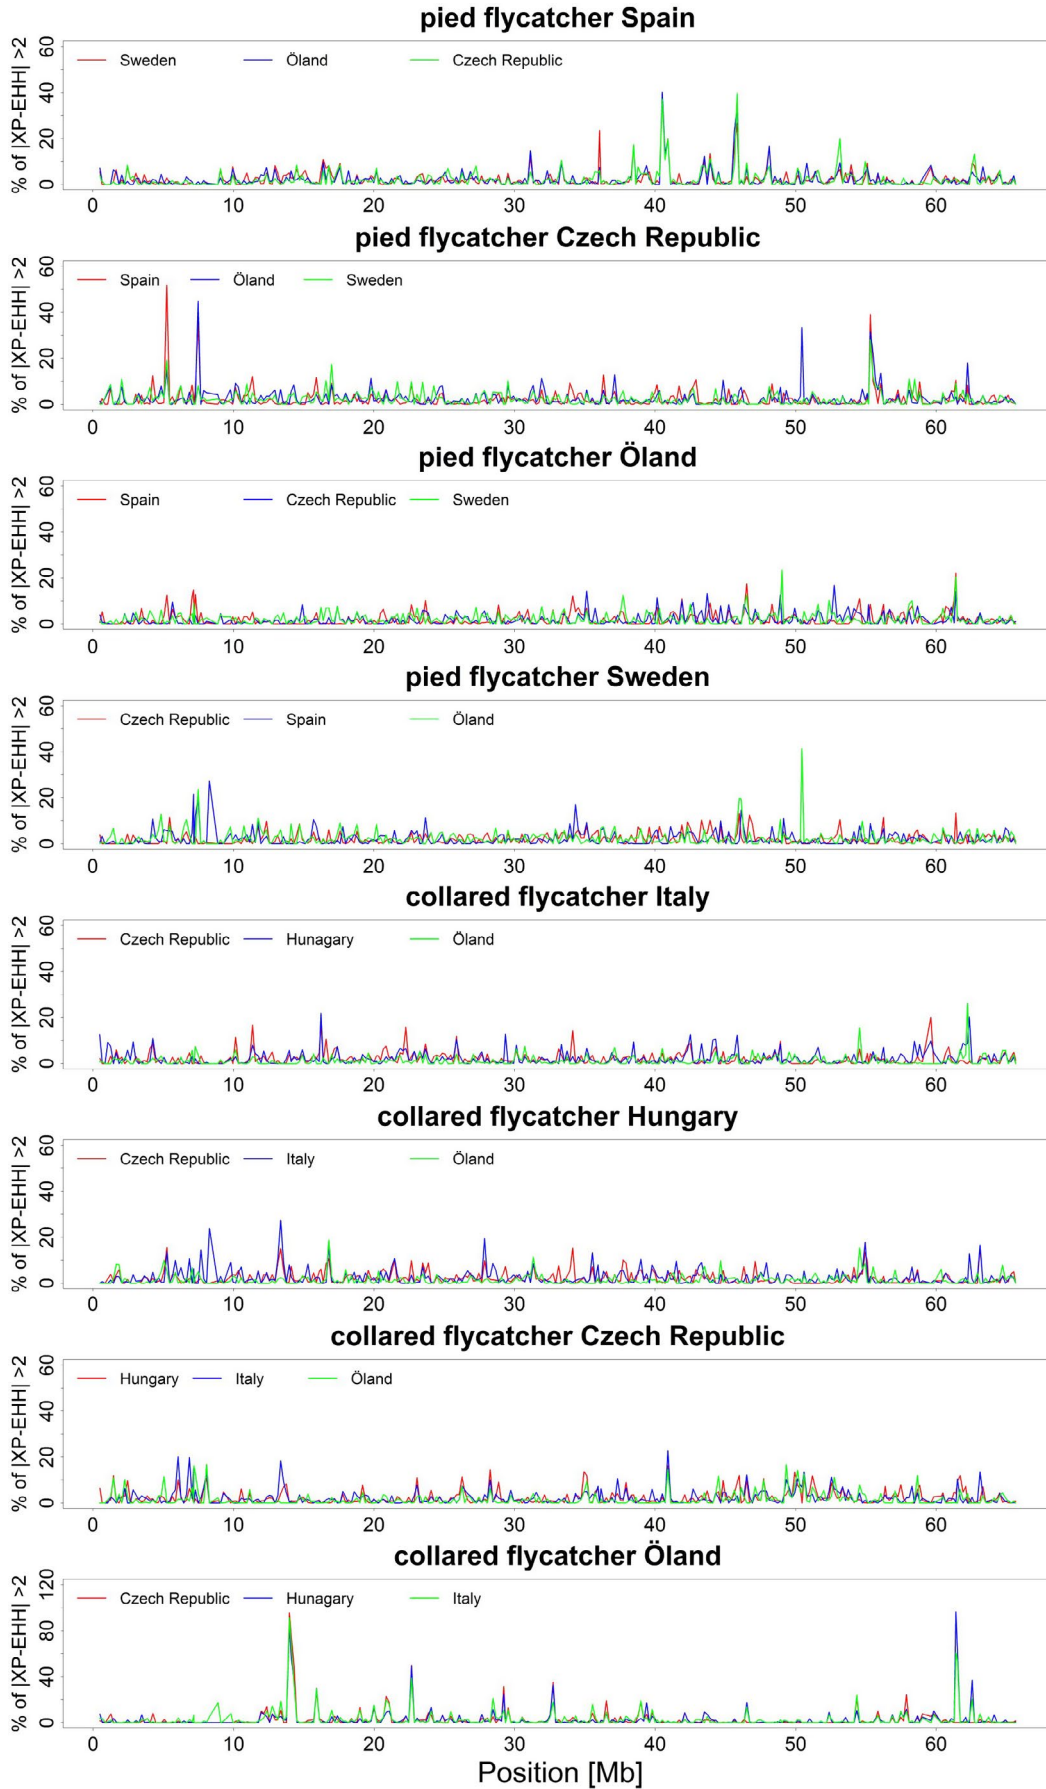 pied flycatcher Spain
% of |XP-EHH| >2
60
40
20
0
Sweden Öland Czech Republic
0 10 20 30 40 50 60
pied flycatcher Czech Republic
% of |XP-EHH| >2
60
40
20
0
Spain Öland Sweden
0 10 20 30 40 50 60
pied flycatcher Öland
% of |XP-EHH| >2
60
40
20
0
Spain Czech Republic Sweden
0 10 20 30 40 50 60
pied flycatcher Sweden
% of |XP-EHH| >2
60
40
20
0
Czech Republic Spain Öland
0 10 20 30 40 50 60
collared flycatcher Italy
% of |XP-EHH| >2
60
40
20
0
Czech Republic Hunagary Öland
0 10 20 30 40 50 60
collared flycatcher Hungary
% of |XP-EHH| >2
60
40
20
0
Czech Republic Italy Öland
0 10 20 30 40 50 60
collared flycatcher Czech Republic
% of |XP-EHH| >2
60
40
20
0
Hungary Italy Öland
0 10 20 30 40 50 60
collared flycatcher Öland
% of |XP-EHH| >2
120
80
40
0
Czech Republic Hunagary Italy
0 10 20 30 40 50 60
Position [Mb]